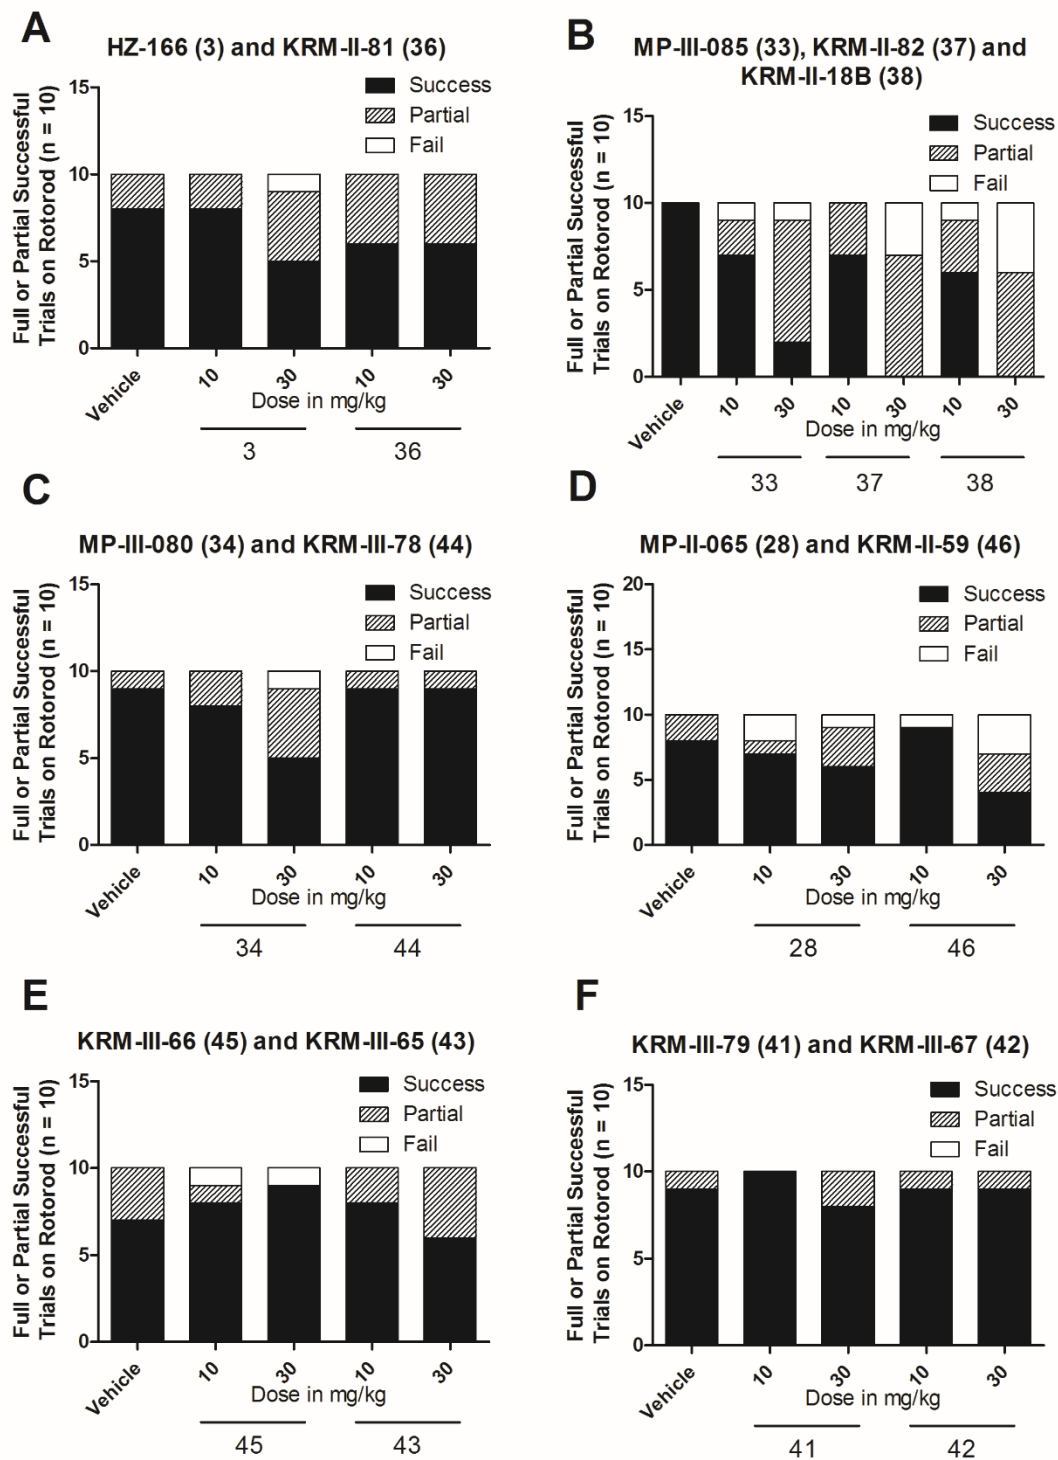 A
HZ-166 (3) and KRM-II-81 (36)
Full or Partial Successful
Trials on Rotorod (n = 10)
15
10
5
0
Success
Partial
Fail
Vehicle
10
30
10
30
Dose in mg/kg
3
36
B
MP-III-085 (33), KRM-II-82 (37) and
KRM-II-18B (38)
Full or Partial Successful
Trials on Rotorod (n = 10)
15
10
5
0
Success
Partial
Fail
Vehicle
10
30
10
30
10
30
Dose in mg/kg
33
37
38
C
MP-III-080 (34) and KRM-III-78 (44)
Full or Partial Successful
Trials on Rotorod (n = 10)
15
10
5
0
Success
Partial
Fail
Vehicle
10
30
10
30
Dose in mg/kg
34
44
D
MP-II-065 (28) and KRM-II-59 (46)
Full or Partial Successful
Trials on Rotorod (n = 10)
20
15
10
5
0
Success
Partial
Fail
Vehicle
10
30
10
30
Dose in mg/kg
28
46
E
KRM-III-66 (45) and KRM-III-65 (43)
Full or Partial Successful
Trials on Rotorod (n = 10)
15
10
5
0
Success
Partial
Fail
Vehicle
10
30
10
30
Dose in mg/kg
45
43
F
KRM-III-79 (41) and KRM-III-67 (42)
Full or Partial Successful
Trials on Rotorod (n = 10)
15
10
5
0
Success
Partial
Fail
Vehicle
10
30
10
30
Dose in mg/kg
41
42